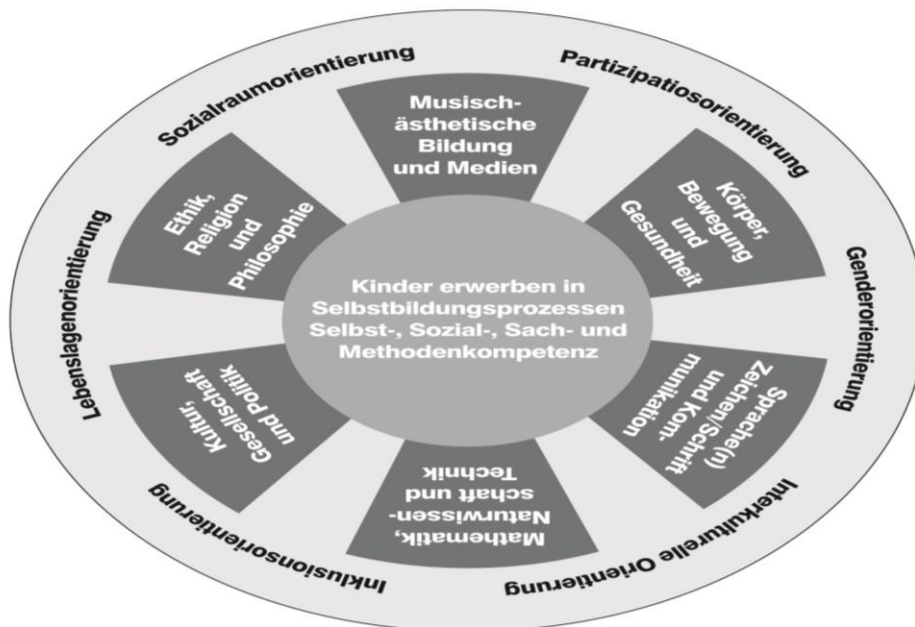 Sozialraumorientierung
Partizipatiosorientierung
Genderorientierung
Interkulturelle Orientierung
Inklusionsorientierung
Lebenslagenorientierung
Musisch-
ästhetische
Bildung
und Medien
Körper,
Bewegung
und
Gesundheit
Sprache(n)
Zeichen/Schrift
und Kom-
munikation
Mathematik,
Naturwissen-
schaft und
Technik
Kultur,
Gesellschaft
und Politik
Ethik,
Religion
und
Philosophie
Kinder erwerben in
Selbstbildungsprozessen
Selbst-, Sozial-, Sach- und
Methodenkompetenz